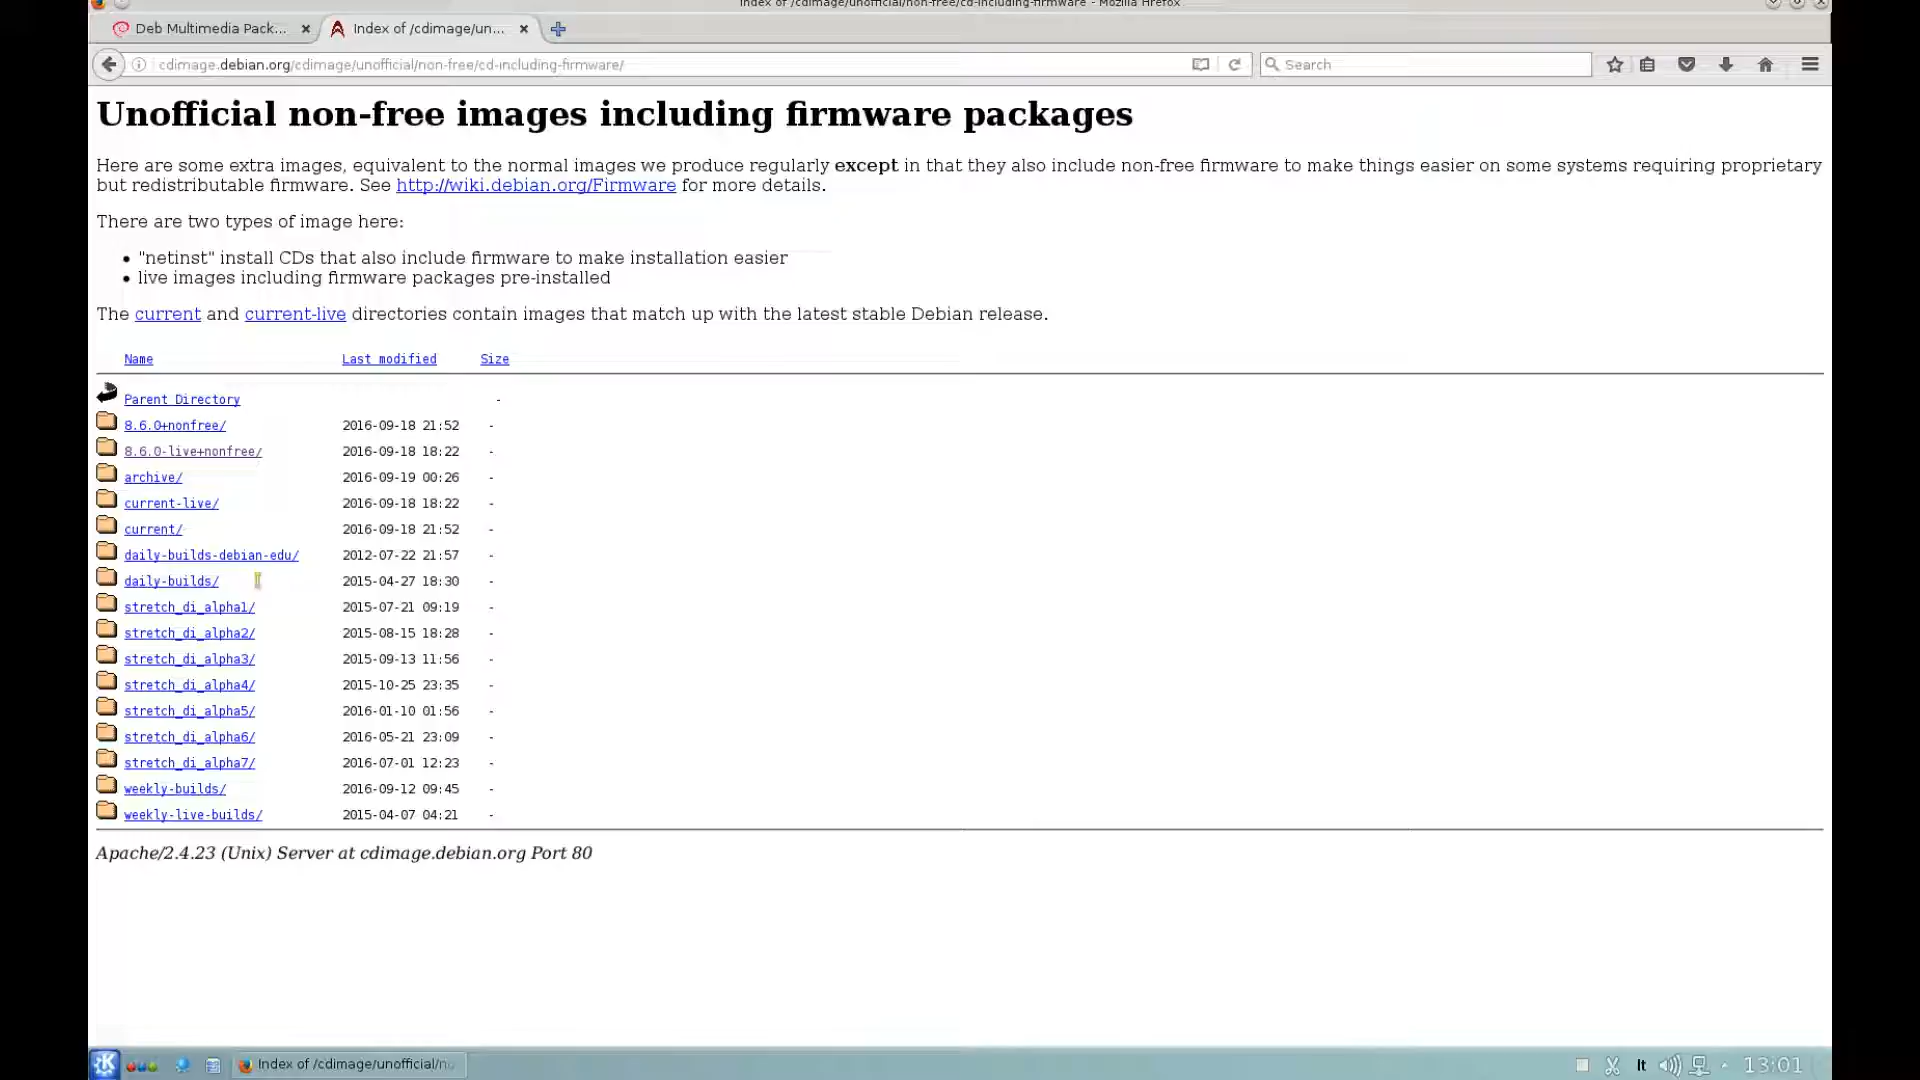 Index of /cdimage/unofficial/non-free/cd-including-firmware - Mozilla Firefox
Deb Multimedia Pack...
Index of /cdimage/un...
cdimage.debian.org/cdimage/unofficial/non-free/cd-including-firmware/
Search
Unofficial non-free images including firmware packages
Here are some extra images, equivalent to the normal images we produce regularly except in that they also include non-free firmware to make things easier on some systems requiring proprietary
but redistributable firmware. See http://wiki.debian.org/Firmware for more details.
There are two types of image here:
• "netinst" install CDs that also include firmware to make installation easier
• live images including firmware packages pre-installed
The current and current-live directories contain images that match up with the latest stable Debian release.
Name Last modified Size
Parent Directory -
8.6.0+nonfree/ 2016-09-18 21:52 -
8.6.0-live+nonfree/ 2016-09-18 18:22 -
archive/ 2016-09-19 00:26 -
current-live/ 2016-09-18 18:22 -
current/ 2016-09-18 21:52 -
daily-builds-debian-edu/ 2012-07-22 21:57 -
daily-builds/ 2015-04-27 18:30 -
stretch_di_alpha1/ 2015-07-21 09:19 -
stretch_di_alpha2/ 2015-08-15 18:28 -
stretch_di_alpha3/ 2015-09-13 11:56 -
stretch_di_alpha4/ 2015-10-25 23:35 -
stretch_di_alpha5/ 2016-01-10 01:56 -
stretch_di_alpha6/ 2016-05-21 23:09 -
stretch_di_alpha7/ 2016-07-01 12:23 -
weekly-builds/ 2016-09-12 09:45 -
weekly-live-builds/ 2015-04-07 04:21 -
Apache/2.4.23 (Unix) Server at cdimage.debian.org Port 80
Index of /cdimage/unofficial/no
It
13:01